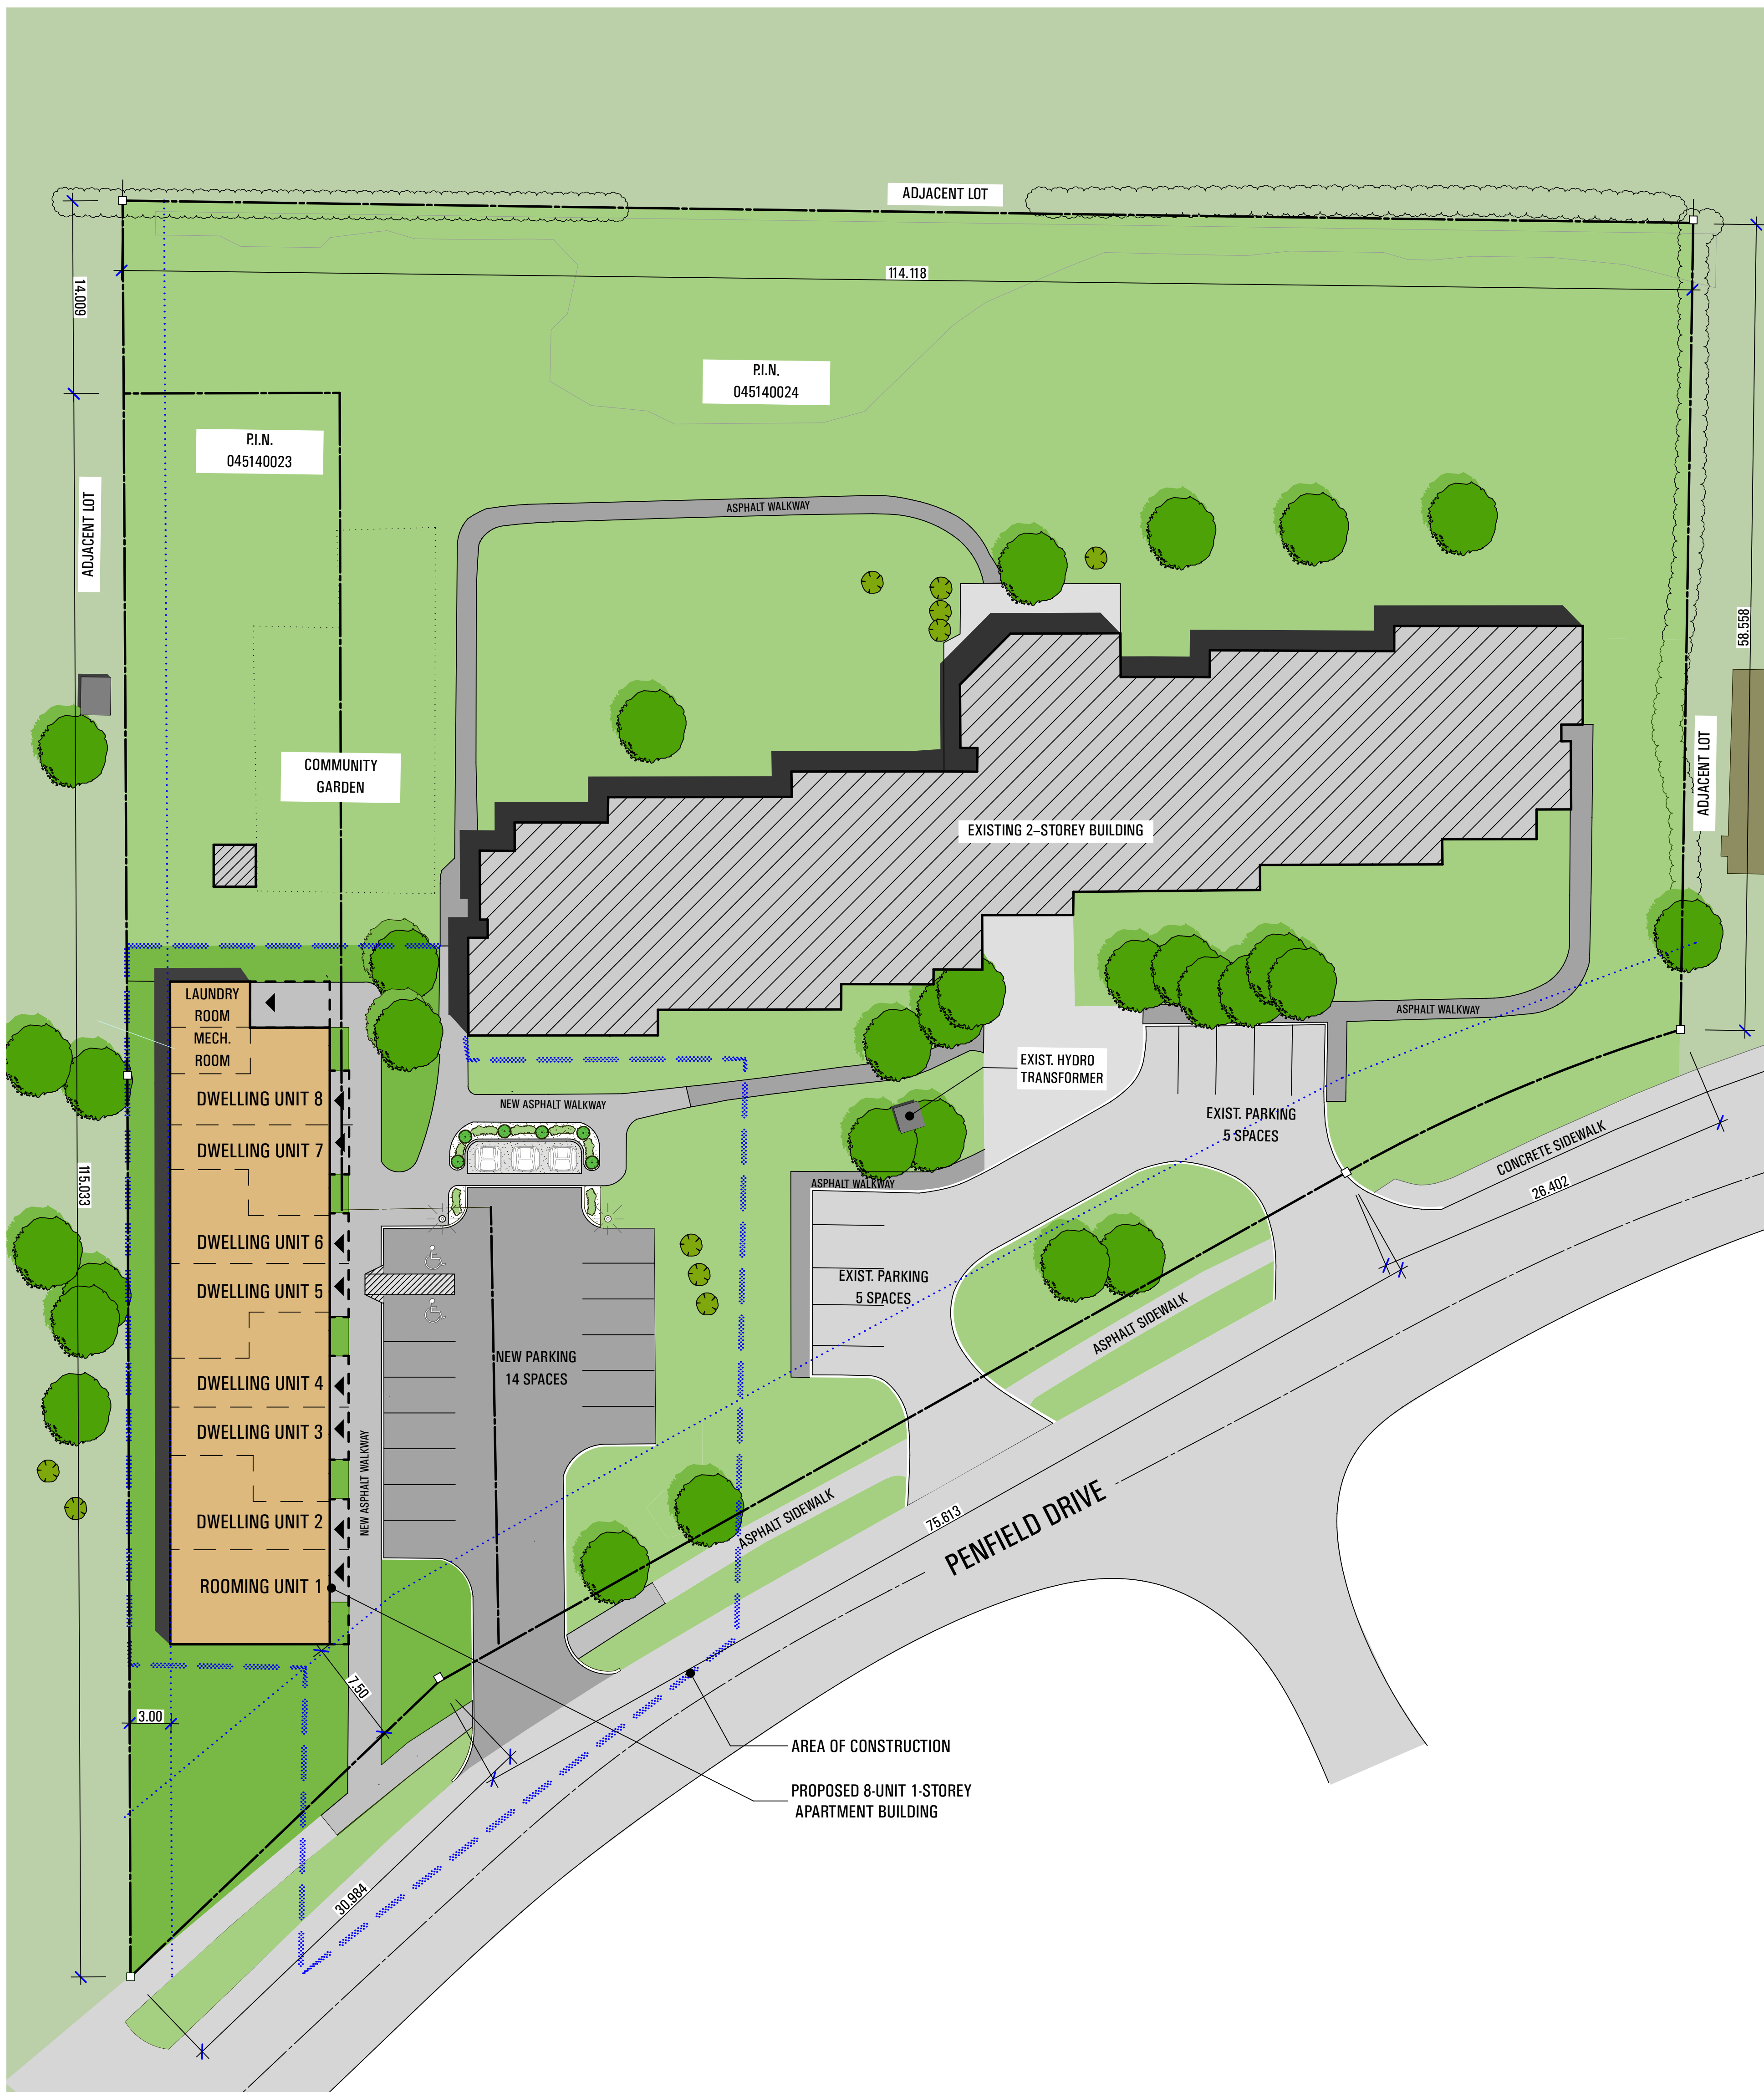 ADJACENT LOT
114.118
14.009
P.I.N.
045140024
P.I.N.
045140023
ADJACENT LOT
ASPHALT WALKWAY
58.558
COMMUNITY
GARDEN
ADJACENT LOT
EXISTING 2–STOREY BUILDING
LAUNDRY
ROOM
MECH.
ROOM
ASPHALT WALKWAY
EXIST. HYDRO
TRANSFORMER
DWELLING UNIT 8
NEW ASPHALT WALKWAY
EXIST. PARKING
5 SPACES
DWELLING UNIT 7
CONCRETE SIDEWALK
115.033
ASPHALT WALKWAY
26.402
DWELLING UNIT 6
EXIST. PARKING
5 SPACES
DWELLING UNIT 5
ASPHALT SIDEWALK
NEW PARKING
14 SPACES
DWELLING UNIT 4
DWELLING UNIT 3
NEW ASPHALT WALKWAY
ASPHALT SIDEWALK
75.613
PENFIELD DRIVE
DWELLING UNIT 2
ROOMING UNIT 1
7.50
3.00
AREA OF CONSTRUCTION
PROPOSED 8-UNIT 1-STOREY
APARTMENT BUILDING
30.984